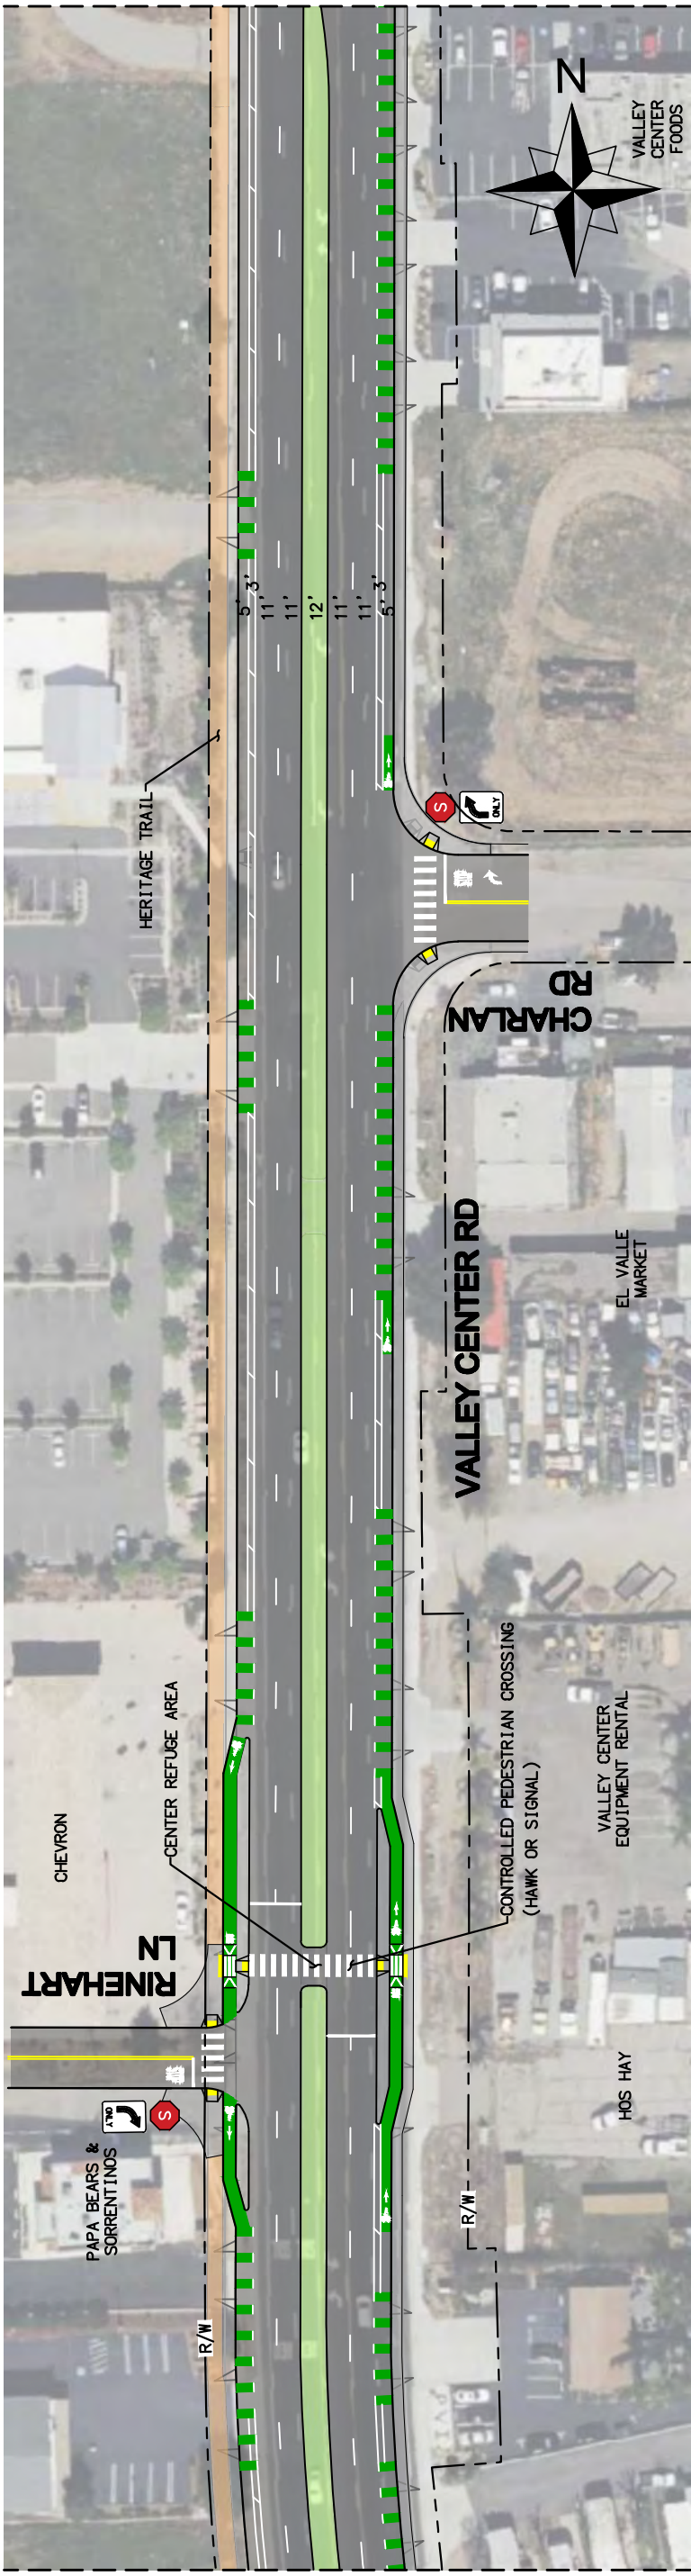 N
VALLEY
CENTER
FOODS
5' 3' 11' 11' 12' 11' 11' 3' 5'
HERITAGE TRAIL
S
ONLY
CHARLAN
RD
VALLEY CENTER RD
EL VALLE
MARKET
CENTER REFUGE AREA
CONTROLLED PEDESTRIAN CROSSING
(HAWK OR SIGNAL)
VALLEY CENTER
EQUIPMENT RENTAL
CHEVRON
RINEHART
LN
ONLY
S
HOS HAY
PAPA BEARS &
SORRENTINOS
R/W
R/W